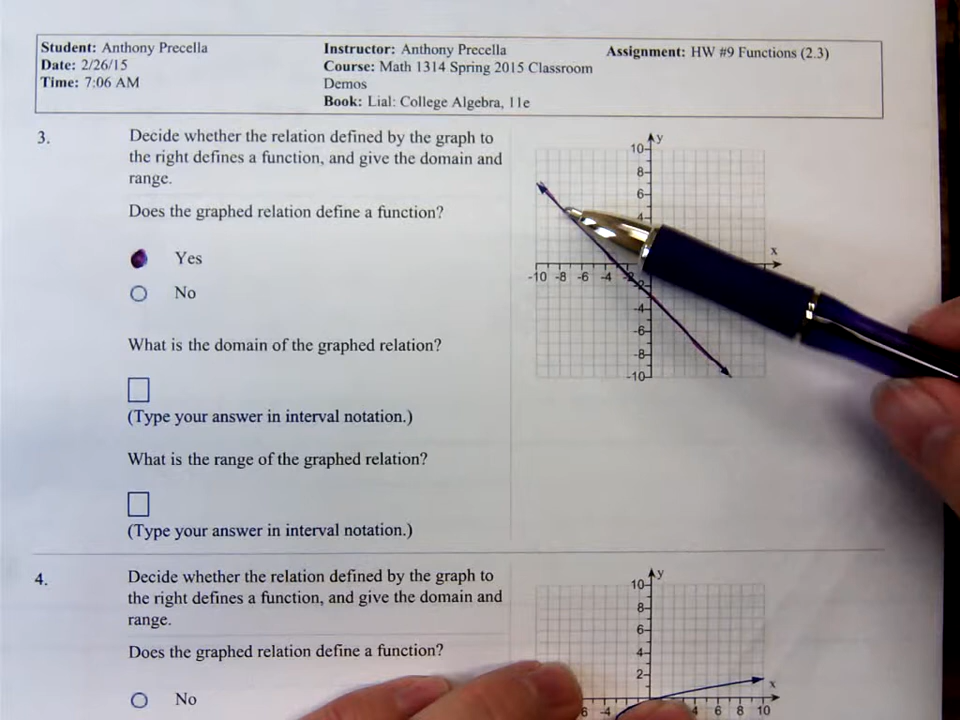 Student: Anthony Precella
Date: 2/26/15
Time: 7:06 AM
Instructor: Anthony Precella
Course: Math 1314 Spring 2015 Classroom
Demos
Book: Lial: College Algebra, 11e
Assignment: HW #9 Functions (2.3)
3.
Decide whether the relation defined by the graph to
the right defines a function, and give the domain and
range.
Does the graphed relation define a function?
Yes
No
What is the domain of the graphed relation?
(Type your answer in interval notation.)
What is the range of the graphed relation?
(Type your answer in interval notation.)
y
10
8
6
4
x
-10 -8 -6 -4 -2
-2
-4
-6
-8
-10
4.
Decide whether the relation defined by the graph to
the right defines a function, and give the domain and
range.
Does the graphed relation define a function?
No
y
10
8
6
4
2
x
-4 4 6 8 10